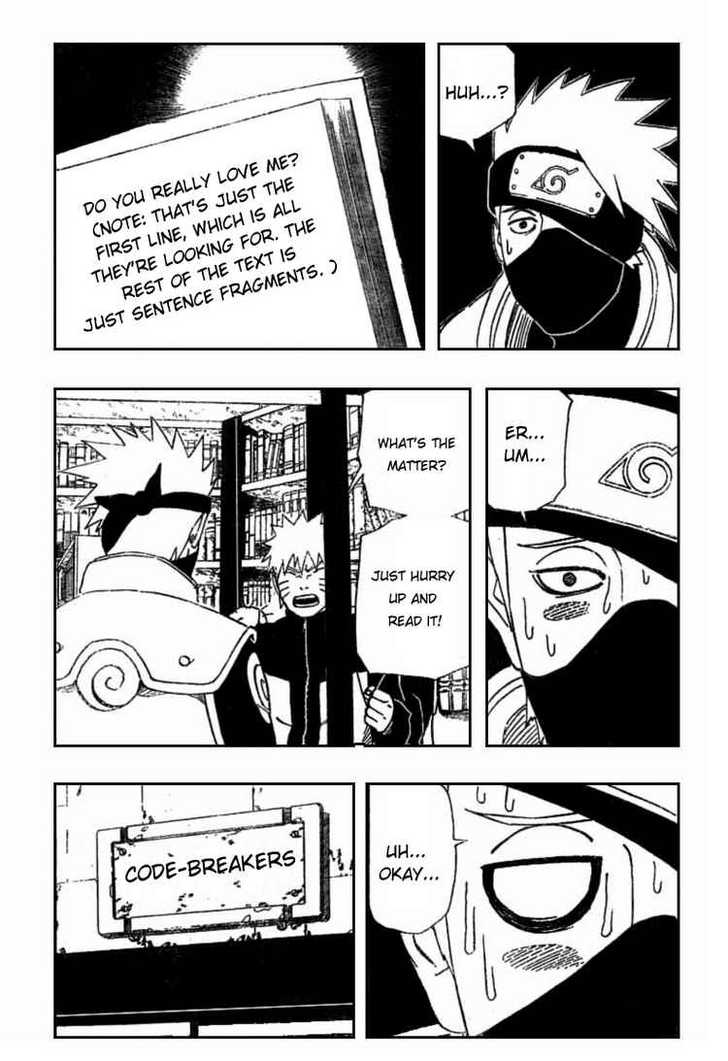 HUH...?
DO YOU REALLY LOVE ME?
(NOTE: THAT'S JUST THE
FIRST LINE, WHICH IS ALL
THEY'RE LOOKING FOR. THE
REST OF THE TEXT IS
JUST SENTENCE FRAGMENTS. )
ER...
UM...
WHAT'S THE
MATTER?
JUST HURRY
UP AND
READ IT!
UH...
OKAY...
CODE-BREAKERS